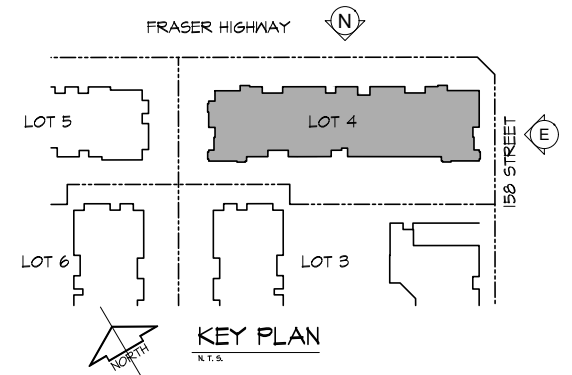 FRASER HIGHWAY
N
LOT 5
LOT 4
158 STREET
E
LOT 6
LOT 3
NORTH
KEY PLAN
N.T.S.